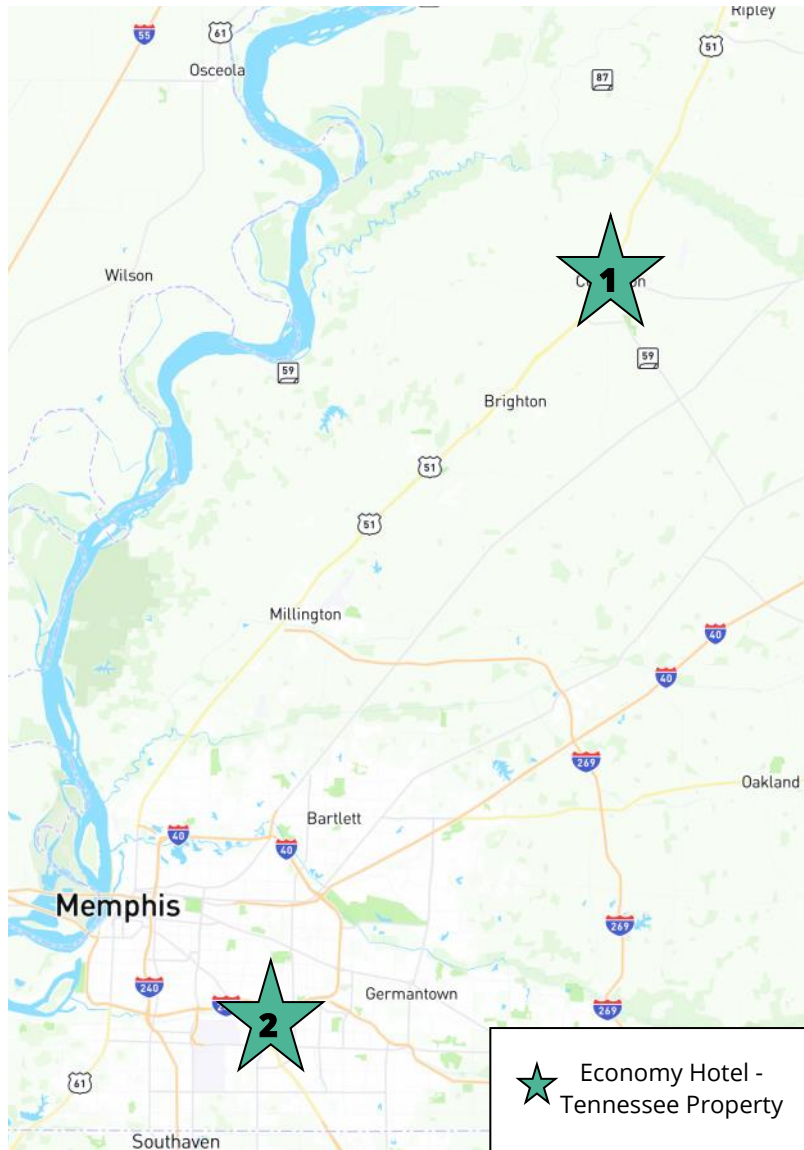 Ripley
61
55
51
Osceola
87
Wilson
1
59
59
Brighton
51
51
Millington
40
40
269
Oakland
Bartlett
40
40
Memphis
269
240
Germantown
269
2
61
Economy Hotel -
Tennessee Property
Southaven